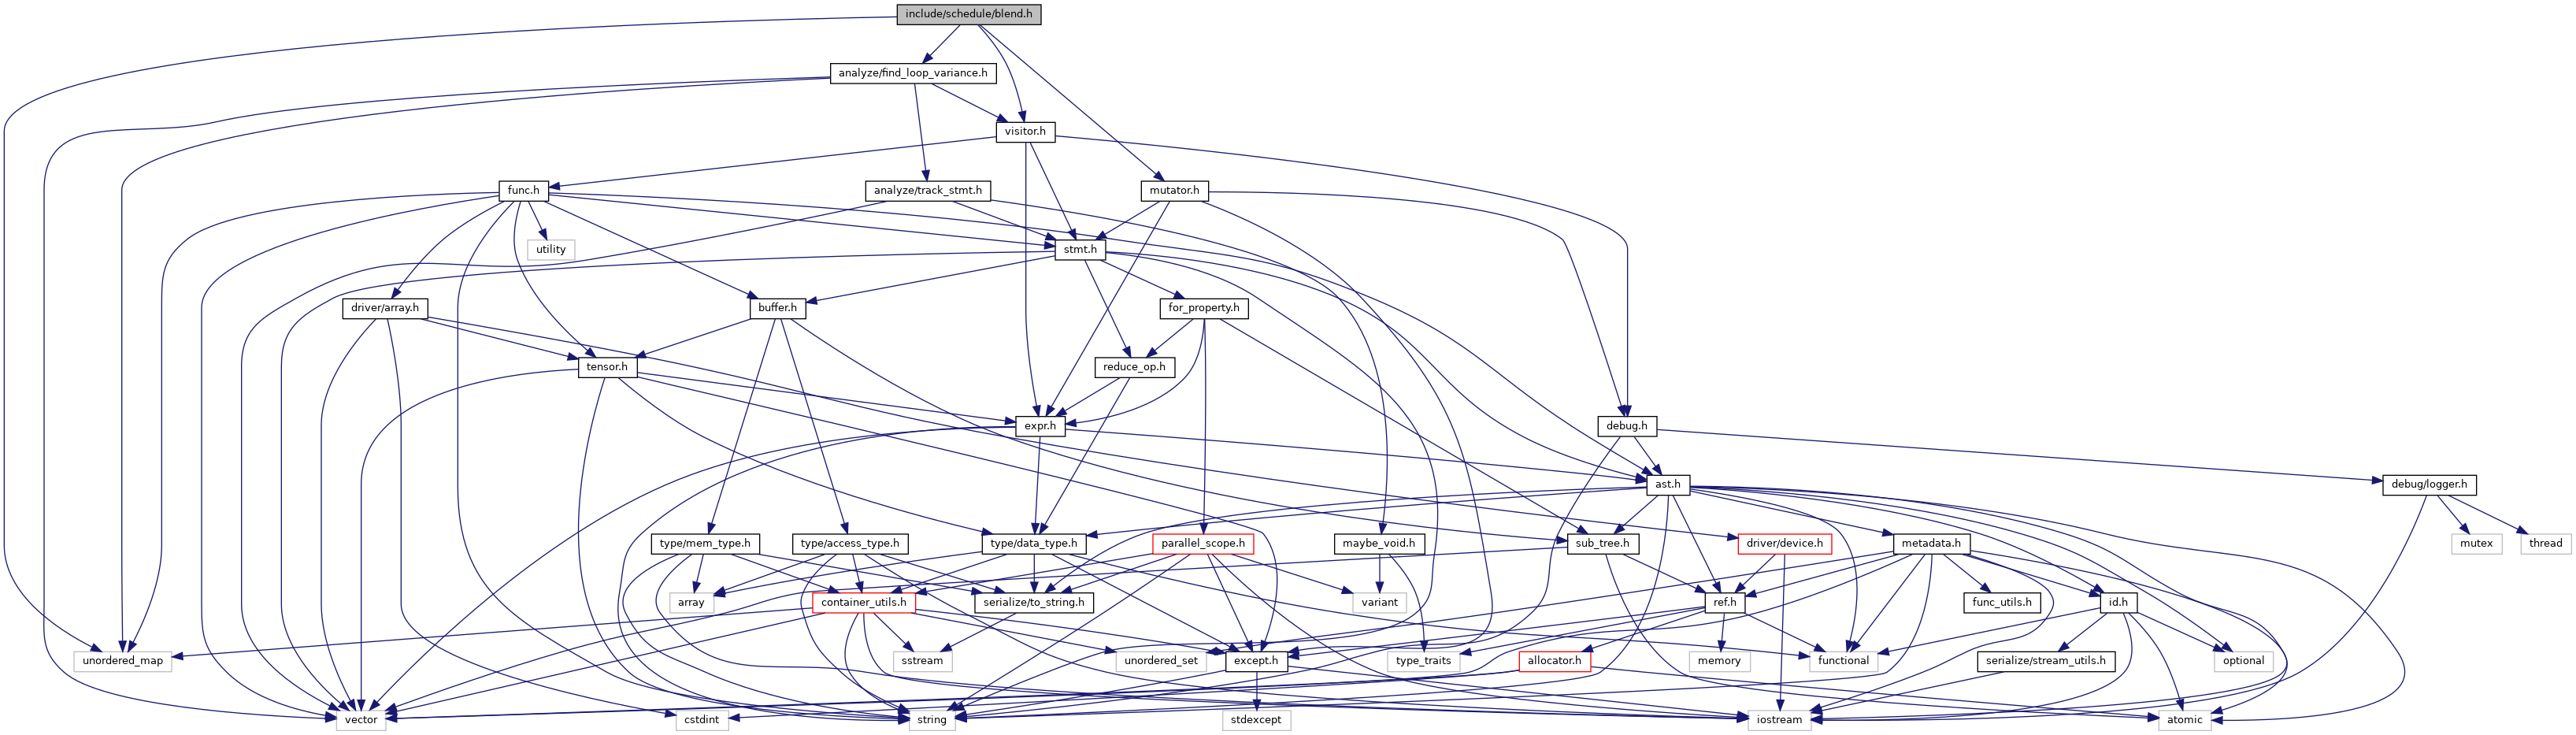 include/schedule/blend.h
analyze/find_loop_variance.h
visitor.h
func.h
analyze/track_stmt.h
mutator.h
utility
stmt.h
driver/array.h
buffer.h
for_property.h
tensor.h
reduce_op.h
expr.h
debug.h
ast.h
debug/logger.h
type/mem_type.h
type/access_type.h
type/data_type.h
parallel_scope.h
maybe_void.h
sub_tree.h
driver/device.h
metadata.h
mutex
thread
array
container_utils.h
serialize/to_string.h
variant
ref.h
func_utils.h
id.h
unordered_map
sstream
unordered_set
except.h
type_traits
allocator.h
memory
functional
serialize/stream_utils.h
optional
vector
cstdint
string
stdexcept
iostream
atomic